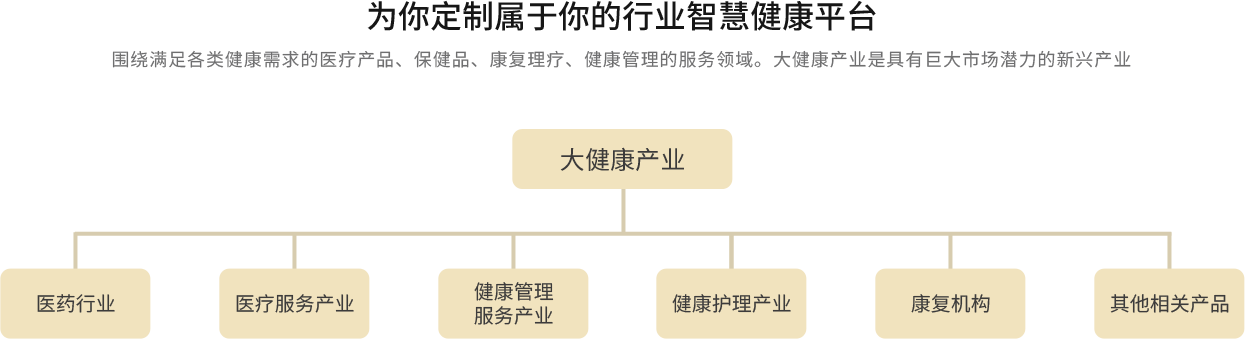 为你定制属于你的行业智慧健康平台
围绕满足各类健康需求的医疗产品、保健品、康复理疗、健康管理的服务领域。大健康产业是具有巨大市场潜力的新兴产业
大健康产业
医药行业
医疗服务产业
健康管理
服务产业
健康护理产业
康复机构
其他相关产品